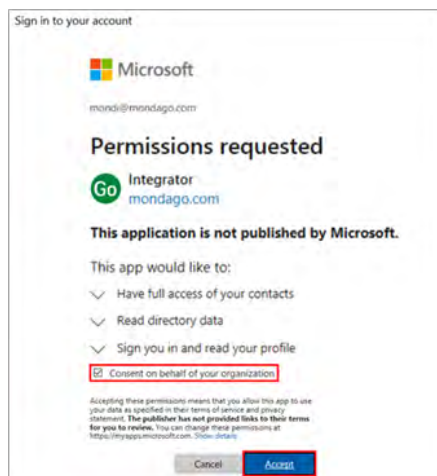 Sign in to your account
Microsoft
mondi@mondago.com
Permissions requested
Go
Integrator
mondago.com
This application is not published by Microsoft.
This app would like to:
Have full access of your contacts
Read directory data
Sign you in and read your profile
Consent on behalf of your organization
Accepting these permissions means that you allow this app to use
your data as specified in their terms of service and privacy
statement. The publisher has not provided links to their terms
for you to review. You can change these permissions at
https://myapps.microsoft.com. Show details
Cancel
Accept